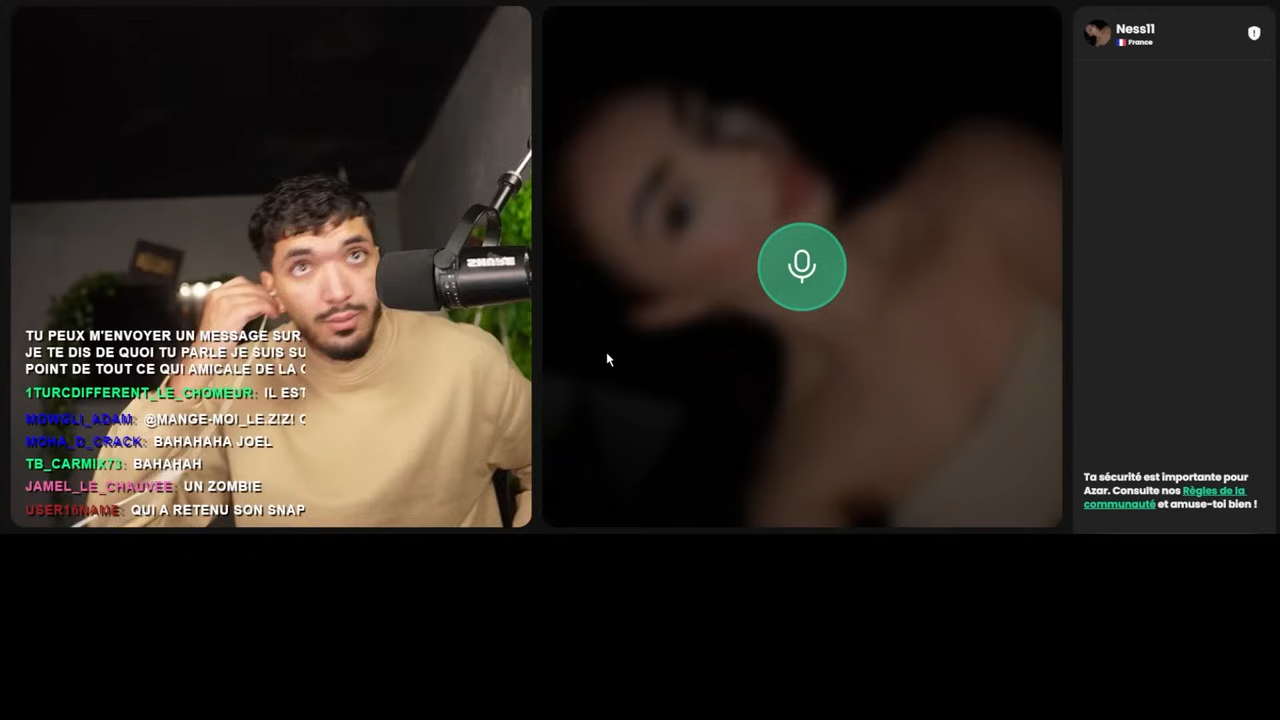 TU PEUX M'ENVOYER UN MESSAGE SUR
JE TE DIS DE QUOI TU PARLE JE SUIS SU
POINT DE TOUT CE QUI AMICALE DE LA
1TURCDIFFERENT_LE_CHOMEUR: IL EST
MOWGLI_ADAM: @MANGE-MOI_LE.ZIZI
MOHA_D_CRACK: BAHAHAHA JOEL
TB_CARMIX73: BAHAHAH
JAMEL_LE_CHAUVEE: UN ZOMBIE
USER16NAME: QUI A RETENU SON SNAP
SHURE
Ness11
France
Ta sécurité est importante pour
Azar. Consulte nos Règles de la
communauté et amuse-toi bien !